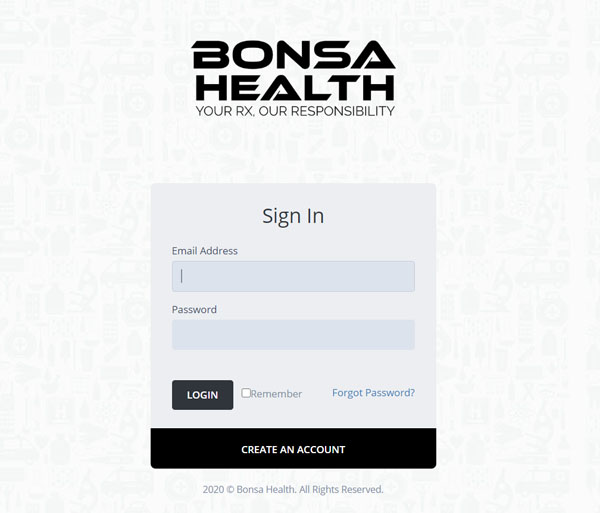 BONSA
HEALTH
YOUR RX, OUR RESPONSIBILITY
Sign In
Email Address
Password
LOGIN
Remember
Forgot Password?
CREATE AN ACCOUNT
2020 © Bonsa Health. All Rights Reserved.